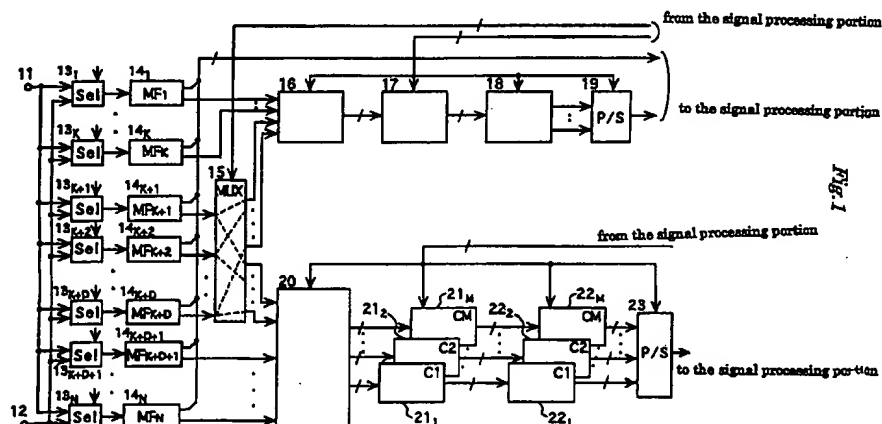 from the signal processing portion
11
13₁
Sel
14₁
MF₁
16
17
18
19
P/S
to the signal processing portion
13K
Sel
14K
MFK
15
MUX
13K+1
Sel
14K+1
MFK+1
13K+2
Sel
14K+2
MFK+2
Fig.1
from the signal processing portion
20
13K+D
Sel
14K+D
MFK+D
21₂
21M
CM
22₂
22M
CM
23
P/S
C2
C2
14K+D+1
Sel
MFK+D+1
13K+D+1
C1
C1
to the signal processing portion
13N
Sel
14N
MFN
12
21₁
22₁